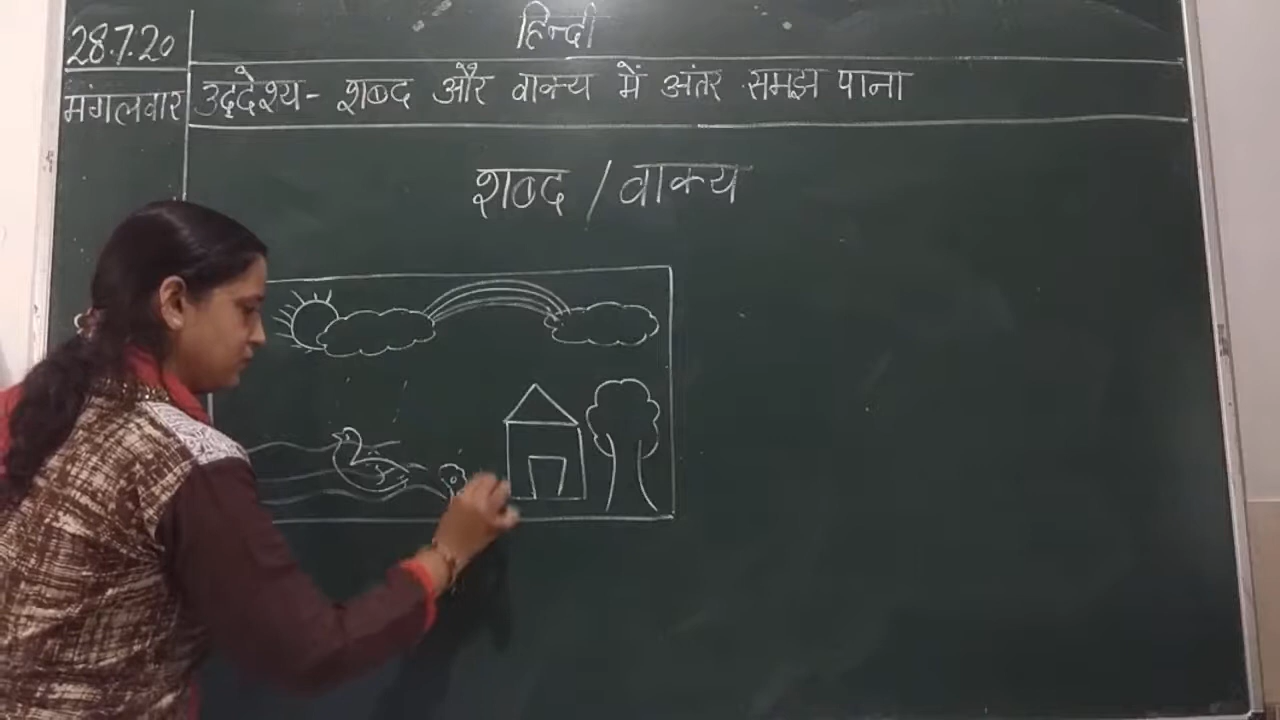 28.7.20
हिन्दी
मंगलवार
उद्देश्य- शब्द और वाक्य में अंतर समझ पाना
शब्द / वाक्य